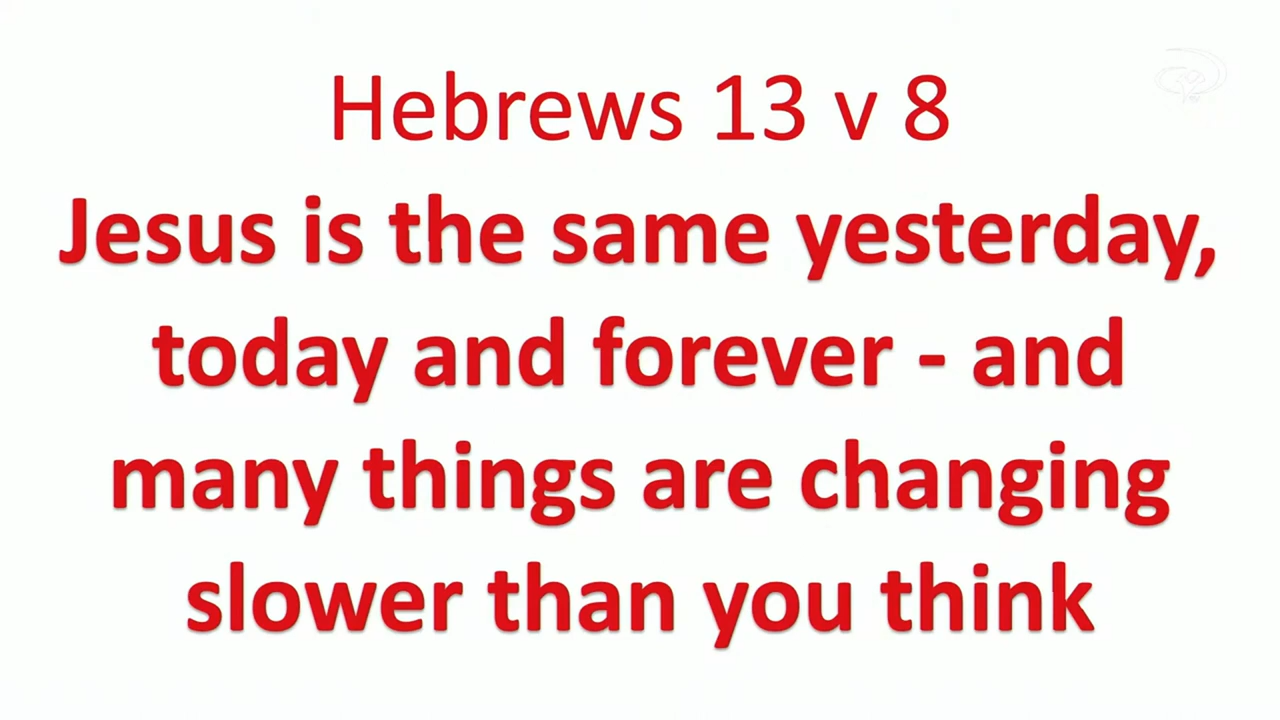 Hebrews 13 v 8
Jesus is the same yesterday,
today and forever - and
many things are changing
slower than you think